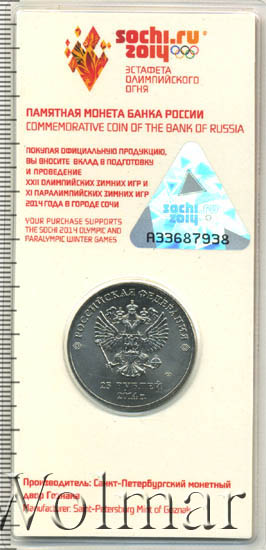 sochi.ru
2014
ЭСТАФЕТА
ОЛИМПИЙСКОГО
ОГНЯ
ПАМЯТНАЯ МОНЕТА БАНКА РОССИИ
COMMEMORATIVE COIN OF THE BANK OF RUSSIA
ПОКУПАЯ ОФИЦИАЛЬНУЮ ПРОДУКЦИЮ,
ВЫ ВНОСИТЕ ВКЛАД В ПОДГОТОВКУ
И ПРОВЕДЕНИЕ
XXII ОЛИМПИЙСКИХ ЗИМНИХ ИГР И
XI ПАРАЛИМПИЙСКИХ ЗИМНИХ ИГР
2014 ГОДА В ГОРОДЕ СОЧИ
YOUR PURCHASE SUPPORTS
THE SOCHI 2014 OLYMPIC AND
PARALYMPIC WINTER GAMES
sochi
2014
A33687938
РОССИЙСКАЯ ФЕДЕРАЦИЯ
25 РУБЛЕЙ
2014 г.
Производитель: Санкт-Петербургский монетный
двор Гознака
Manufacturer: Saint-Petersburg Mint of Goznak
Wolmar